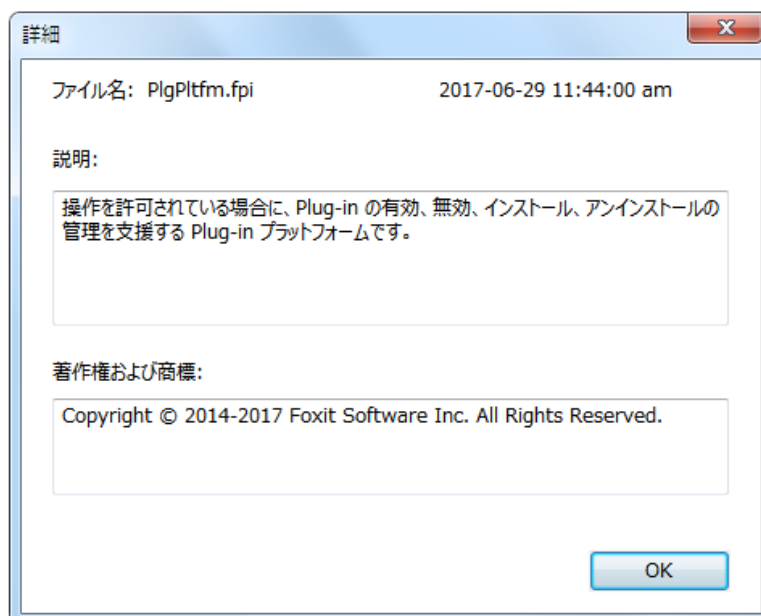 詳細
ファイル名: PlgPltfm.fpi 2017-06-29 11:44:00 am
説明:
操作を許可されている場合に、Plug-in の有効、無効、インストール、アンインストールの
管理を支援する Plug-in プラットフォームです。
著作権および商標:
Copyright © 2014-2017 Foxit Software Inc. All Rights Reserved.
OK